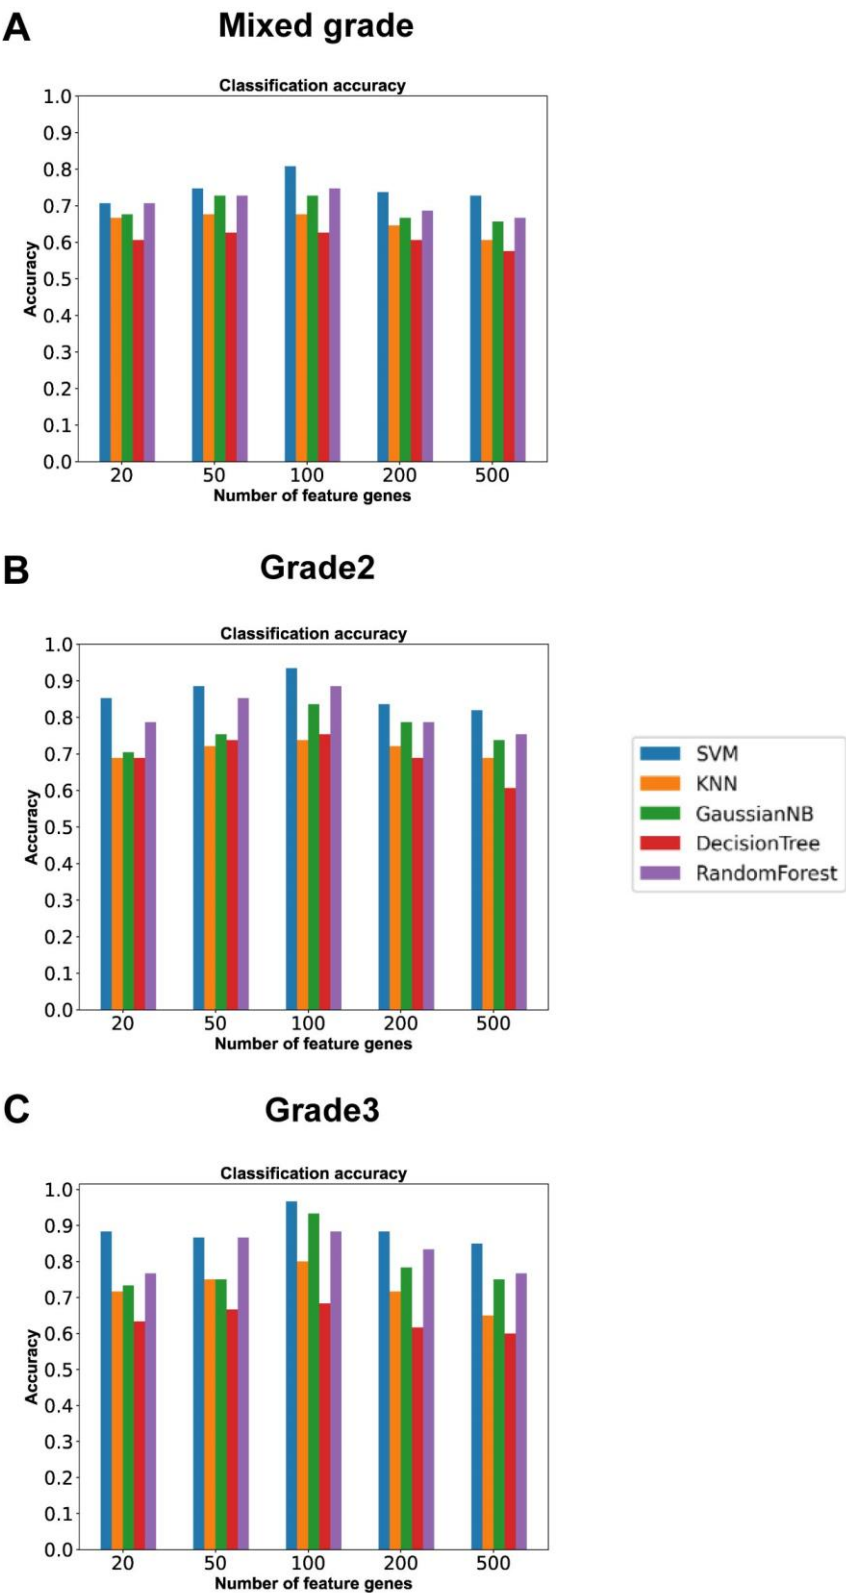 A
Mixed grade
Classification accuracy
1.0
0.9
0.8
0.7
0.6
0.5
0.4
0.3
0.2
0.1
0.0
Accuracy
20 50 100 200 500
Number of feature genes
B
Grade2
Classification accuracy
1.0
0.9
0.8
0.7
0.6
0.5
0.4
0.3
0.2
0.1
0.0
Accuracy
20 50 100 200 500
Number of feature genes
SVM
KNN
GaussianNB
DecisionTree
RandomForest
C
Grade3
Classification accuracy
1.0
0.9
0.8
0.7
0.6
0.5
0.4
0.3
0.2
0.1
0.0
Accuracy
20 50 100 200 500
Number of feature genes